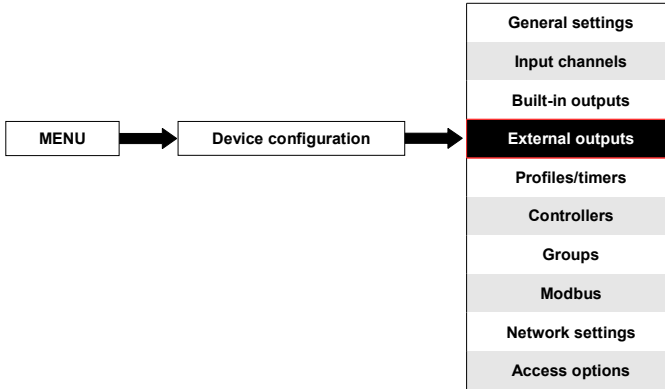 General settings
Input channels
Built-in outputs
MENU
Device configuration
External outputs
Profiles/timers
Controllers
Groups
Modbus
Network settings
Access options